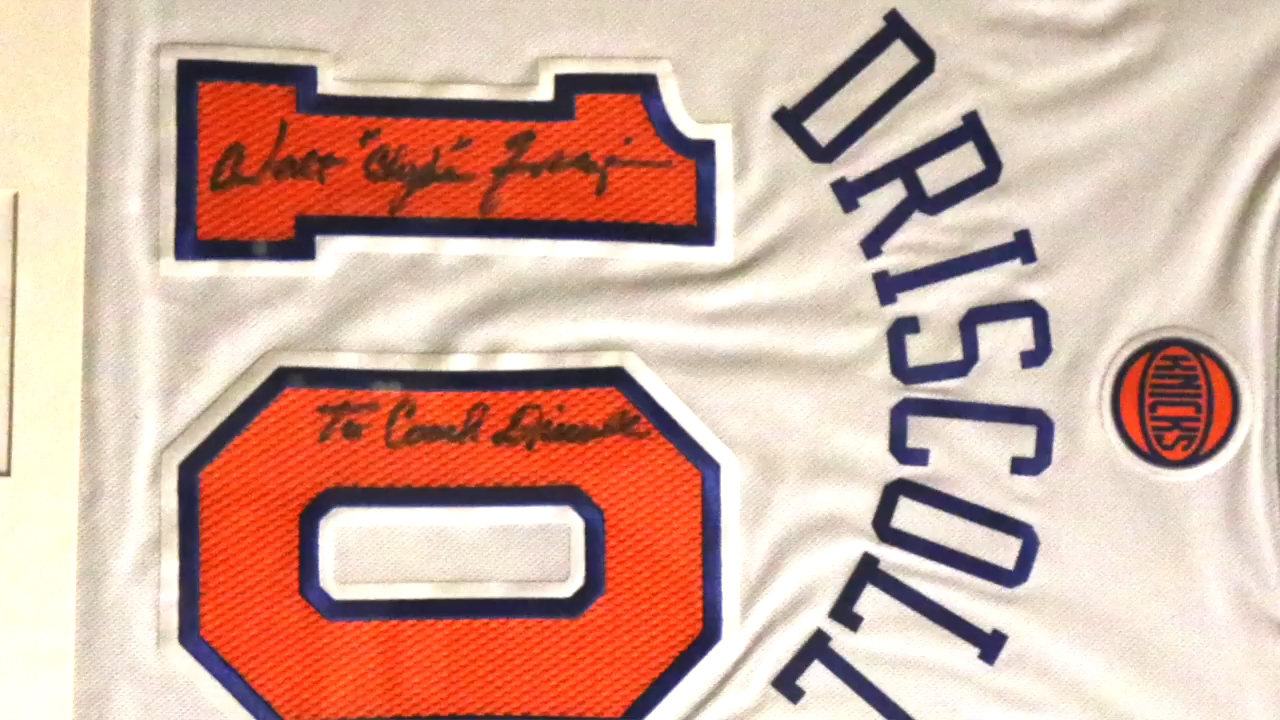 KNICKS
DRISCOLL
10
Walt "Clyde" Frazier
To Coach Driscoll